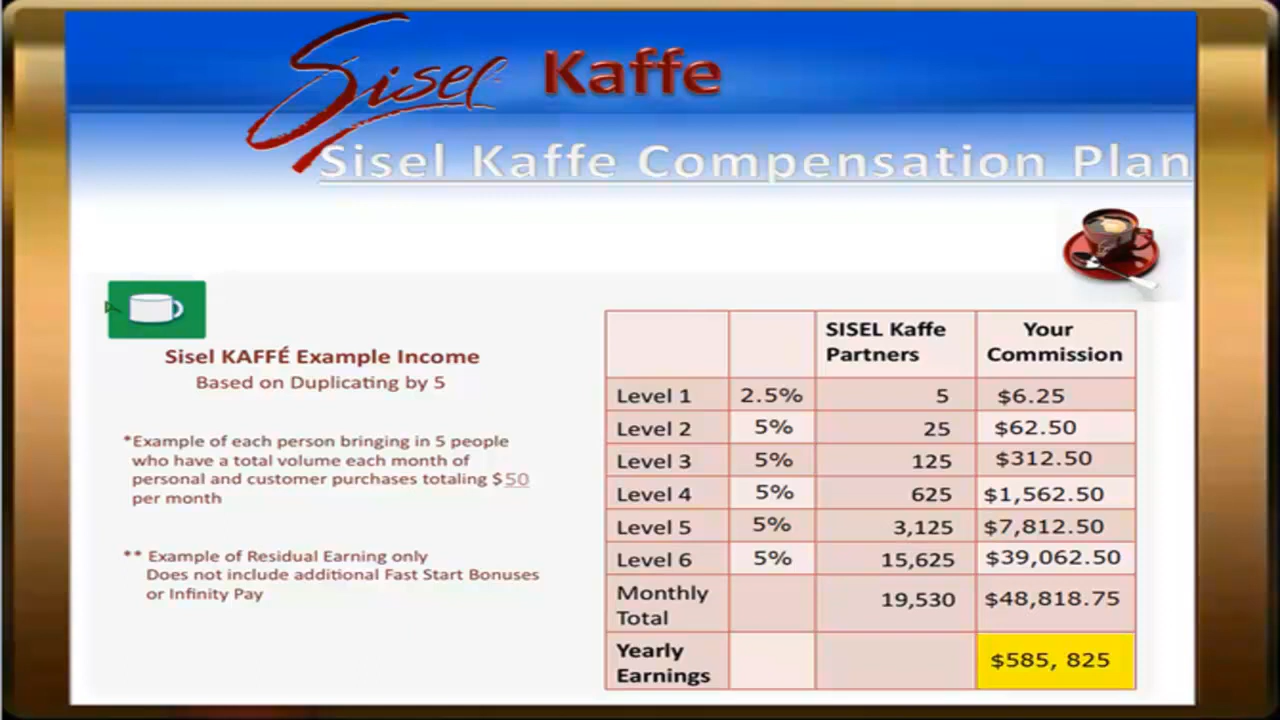 Sisel Kaffe
Sisel Kaffe Compensation Plan
Sisel KAFFÉ Example Income
Based on Duplicating by 5
*Example of each person bringing in 5 people
who have a total volume each month of
personal and customer purchases totaling $50
per month
** Example of Residual Earning only
Does not include additional Fast Start Bonuses
or Infinity Pay
SISEL Kaffe Your
Partners Commission
Level 1 2.5% 5 $6.25
Level 2 5% 25 $62.50
Level 3 5% 125 $312.50
Level 4 5% 625 $1,562.50
Level 5 5% 3,125 $7,812.50
Level 6 5% 15,625 $39,062.50
Monthly
Total 19,530 $48,818.75
Yearly
Earnings $585, 825